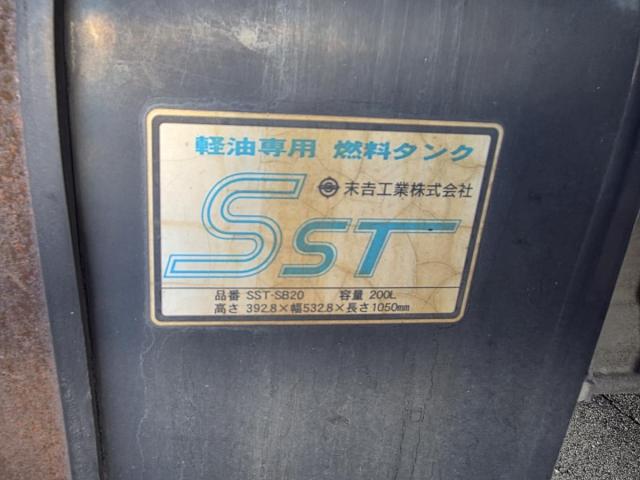 軽油専用 燃料タンク
末吉工業株式会社
SST
品番 SST-SB20 容量 200L
高さ 392.8×幅532.8×長さ1050mm